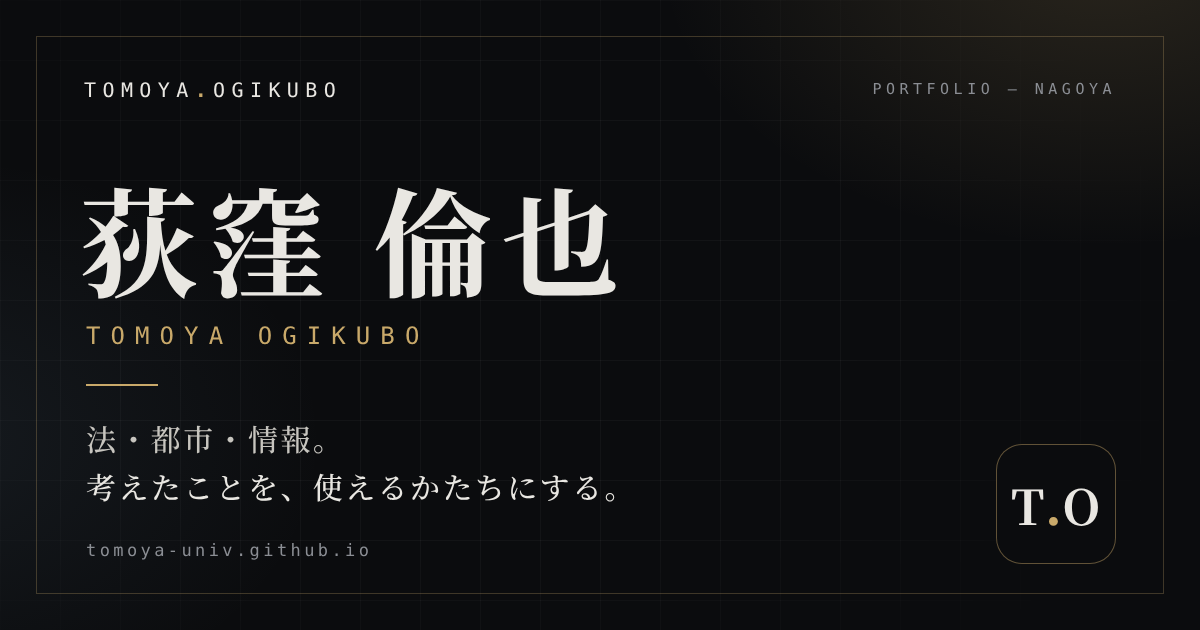 TOMOYA.OGIKUBO
PORTFOLIO — NAGOYA
荻窪 倫也
TOMOYA OGIKUBO
法・都市・情報。
考えたことを、使えるかたちにする。
tomoya-univ.github.io
T.O